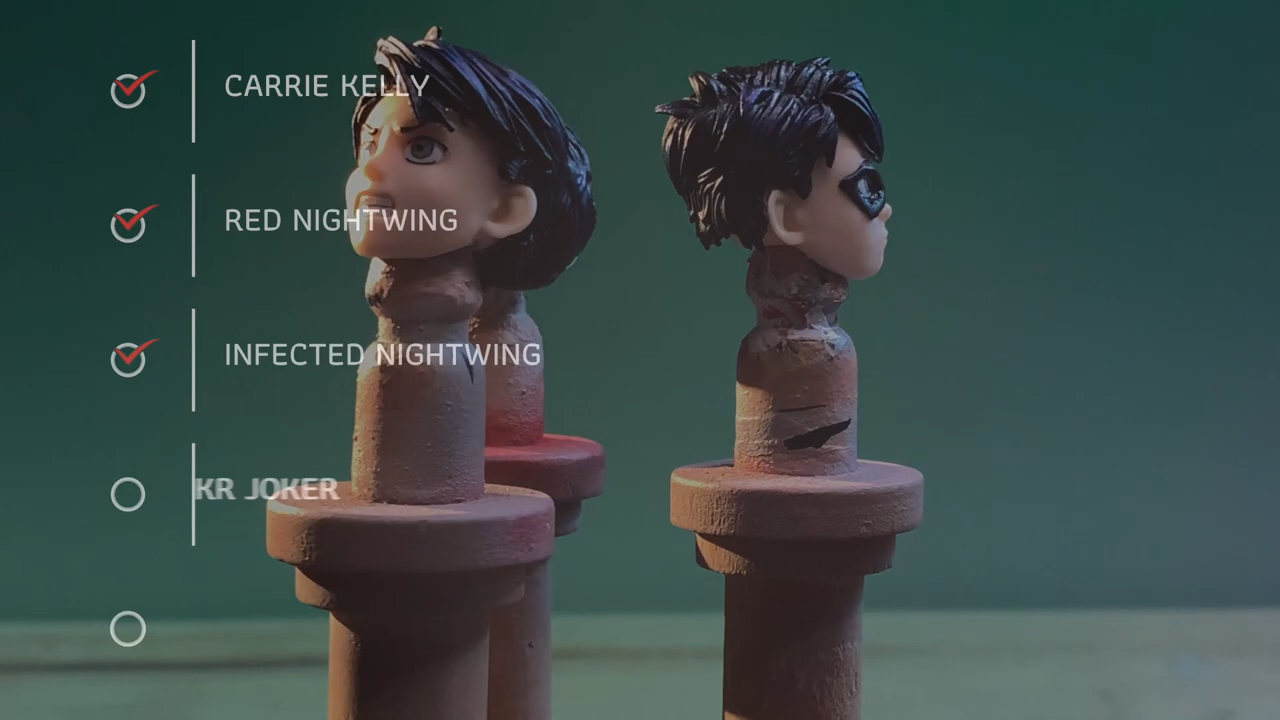 CARRIE KELLY
RED NIGHTWING
INFECTED NIGHTWING
KR JOKER